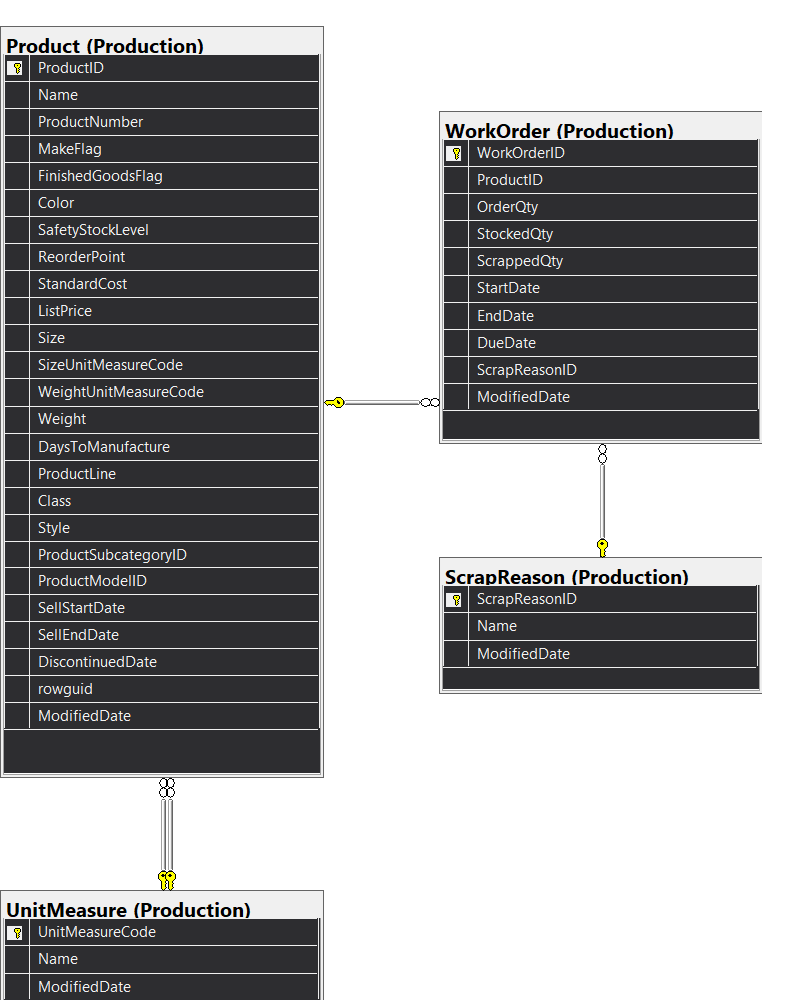 Product (Production)
ProductID
Name
ProductNumber
MakeFlag
FinishedGoodsFlag
Color
SafetyStockLevel
ReorderPoint
StandardCost
ListPrice
Size
SizeUnitMeasureCode
WeightUnitMeasureCode
Weight
DaysToManufacture
ProductLine
Class
Style
ProductSubcategoryID
ProductModelID
SellStartDate
SellEndDate
DiscontinuedDate
rowguid
ModifiedDate
WorkOrder (Production)
WorkOrderID
ProductID
OrderQty
StockedQty
ScrappedQty
StartDate
EndDate
DueDate
ScrapReasonID
ModifiedDate
ScrapReason (Production)
ScrapReasonID
Name
ModifiedDate
UnitMeasure (Production)
UnitMeasureCode
Name
ModifiedDate